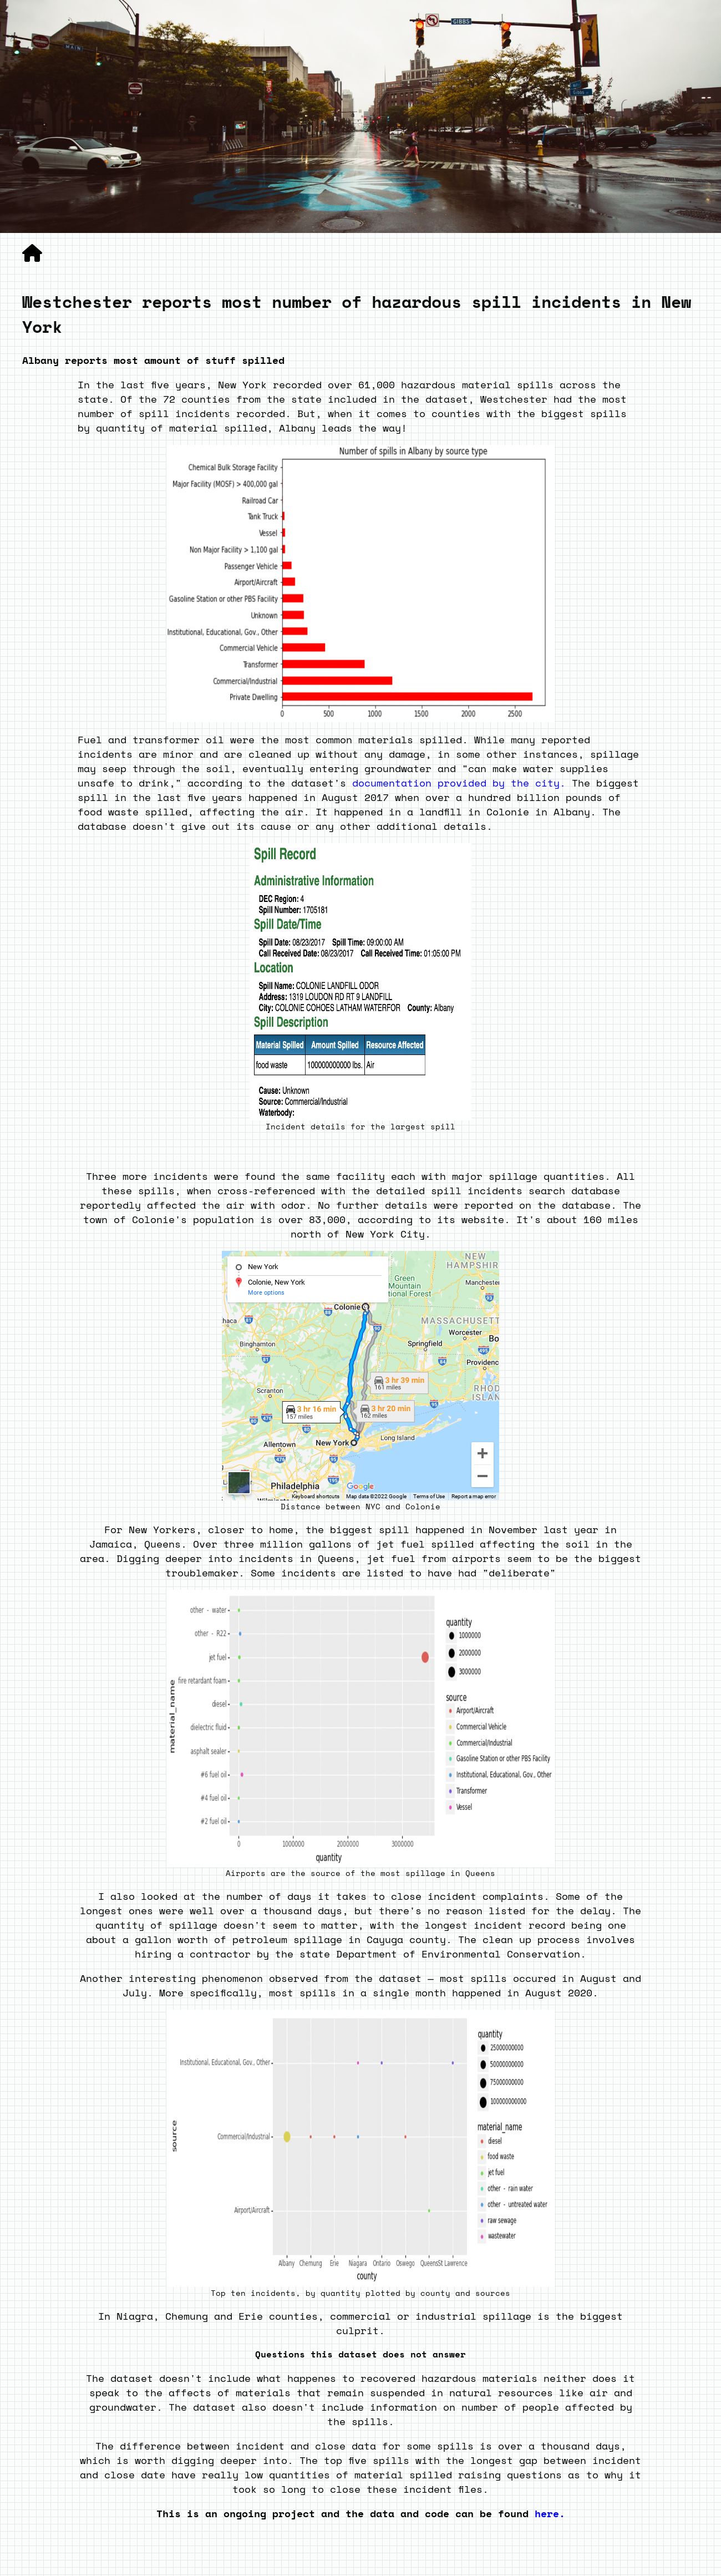 MAIN
GIBBS
Westchester reports most number of hazardous spill incidents in New
York
Albany reports most amount of stuff spilled
In the last five years, New York recorded over 61,000 hazardous material spills across the
state. Of the 72 counties from the state included in the dataset, Westchester had the most
number of spill incidents recorded. But, when it comes to counties with the biggest spills
by quantity of material spilled, Albany leads the way!
Number of spills in Albany by source type
Chemical Bulk Storage Facility
Major Facility (MOSF) > 400,000 gal
Railroad Car
Tank Truck
Vessel
Non Major Facility > 1,100 gal
Passenger Vehicle
Airport/Aircraft
Gasoline Station or other PBS Facility
Unknown
Institutional, Educational, Gov., Other
Commercial Vehicle
Transformer
Commercial/Industrial
Private Dwelling
0 500 1000 1500 2000 2500
Fuel and transformer oil were the most common materials spilled. While many reported
incidents are minor and are cleaned up without any damage, in some other instances, spillage
may seep through the soil, eventually entering groundwater and "can make water supplies
unsafe to drink," according to the dataset's documentation provided by the city. The biggest
spill in the last five years happened in August 2017 when over a hundred billion pounds of
food waste spilled, affecting the air. It happened in a landfill in Colonie in Albany. The
database doesn't give out its cause or any other additional details.
Spill Record
Administrative Information
DEC Region: 4
Spill Number: 1705181
Spill Date/Time
Spill Date: 08/23/2017 Spill Time: 09:00:00 AM
Call Received Date: 08/23/2017 Call Received Time: 01:05:00 PM
Location
Spill Name: COLONIE LANDFILL ODOR
Address: 1319 LOUDON RD RT 9 LANDFILL
City: COLONIE COHOES LATHAM WATERFOR County: Albany
Spill Description
Material Spilled Amount Spilled Resource Affected
food waste 100000000000 lbs. Air
Cause: Unknown
Source: Commercial/Industrial
Waterbody:
Incident details for the largest spill
Three more incidents were found the same facility each with major spillage quantities. All
these spills, when cross-referenced with the detailed spill incidents search database
reportedly affected the air with odor. No further details were reported on the database. The
town of Colonie's population is over 83,000, according to its website. It's about 160 miles
north of New York City.
New York
Colonie, New York
More options
NEW
HAMPSHIR
Green
Mountain
tional Forest
Manchester
Colonie
ithaca
MASSACHUSETT
Binghamton
Springfield
Worcester
Bo
Providenc
Scranton
3 hr 39 min
161 miles
RHOD
ISLAN
3 hr 16 min
157 miles
3 hr 20 min
162 miles
Allentown
New York
Long Island
Philadelphia
Google
Keyboard shortcuts Map data ©2022 Google Terms of Use Report a map error
Distance between NYC and Colonie
For New Yorkers, closer to home, the biggest spill happened in November last year in
Jamaica, Queens. Over three million gallons of jet fuel spilled affecting the soil in the
area. Digging deeper into incidents in Queens, jet fuel from airports seem to be the biggest
troublemaker. Some incidents are listed to have had "deliberate"
material_name
other - water
other - R22
jet fuel
fire retardant foam
diesel
dielectric fluid
asphalt sealer
#6 fuel oil
#4 fuel oil
#2 fuel oil
0 1000000 2000000 3000000
quantity
quantity
1000000
2000000
3000000
source
Airport/Aircraft
Commercial Vehicle
Commercial/Industrial
Gasoline Station or other PBS Facility
Institutional, Educational, Gov., Other
Transformer
Vessel
Airports are the source of the most spillage in Queens
I also looked at the number of days it takes to close incident complaints. Some of the
longest ones were well over a thousand days, but there's no reason listed for the delay. The
quantity of spillage doesn't seem to matter, with the longest incident record being one
about a gallon worth of petroleum spillage in Cayuga county. The clean up process involves
hiring a contractor by the state Department of Environmental Conservation.
Another interesting phenomenon observed from the dataset — most spills occured in August and
July. More specifically, most spills in a single month happened in August 2020.
source
Institutional, Educational, Gov., Other
Commercial/Industrial
Airport/Aircraft
Albany Chemung Erie Niagara Ontario Oswego Queens St Lawrence
county
quantity
25000000000
50000000000
75000000000
100000000000
material_name
diesel
food waste
jet fuel
other - rain water
other - untreated water
raw sewage
wastewater
Top ten incidents, by quantity plotted by county and sources
In Niagra, Chemung and Erie counties, commercial or industrial spillage is the biggest
culprit.
Questions this dataset does not answer
The dataset doesn't include what happenes to recovered hazardous materials neither does it
speak to the affects of materials that remain suspended in natural resources like air and
groundwater. The dataset also doesn't include information on number of people affected by
the spills.
The difference between incident and close data for some spills is over a thousand days,
which is worth digging deeper into. The top five spills with the longest gap between incident
and close date have really low quantities of material spilled raising questions as to why it
took so long to close these incident files.
This is an ongoing project and the data and code can be found here.